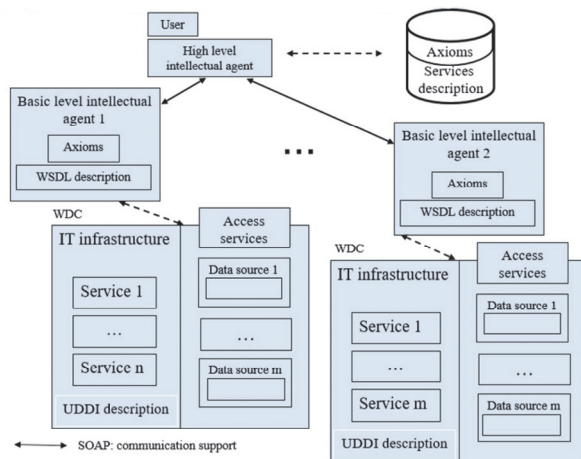 User
High level
intellectual agent
Axioms
Services
description
Basic level intellectual
agent 1
Axioms
WSDL description
...
Basic level intellectual
agent 2
Axioms
WSDL description
WDC
IT infrastructure
Service 1
...
Service n
UDDI description
Access
services
Data source 1
...
Data source m
WDC
IT infrastructure
Service 1
...
Service m
UDDI description
Access
services
Data source 1
...
Data source m
SOAP: communication support